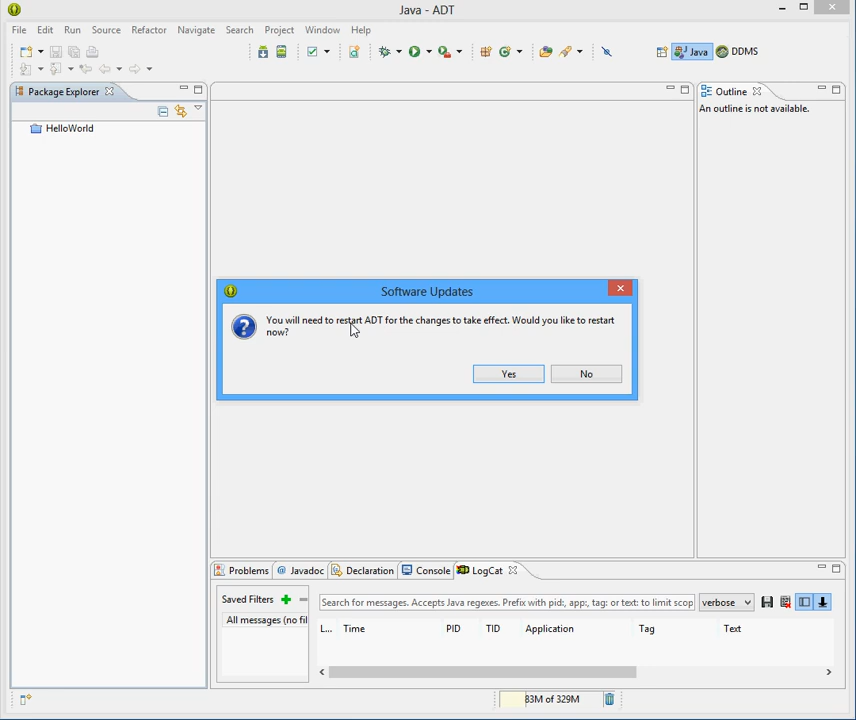 Java - ADT
File Edit Run Source Refactor Navigate Search Project Window Help
Java DDMS
Package Explorer
Outline
An outline is not available.
HelloWorld
Software Updates
You will need to restart ADT for the changes to take effect. Would you like to restart
now?
Yes No
Problems @ Javadoc Declaration Console LogCat
Saved Filters
Search for messages. Accepts Java regexes. Prefix with pid:, app:, tag: or text: to limit scop
verbose
All messages (no fil
L... Time PID TID Application Tag Text
83M of 329M